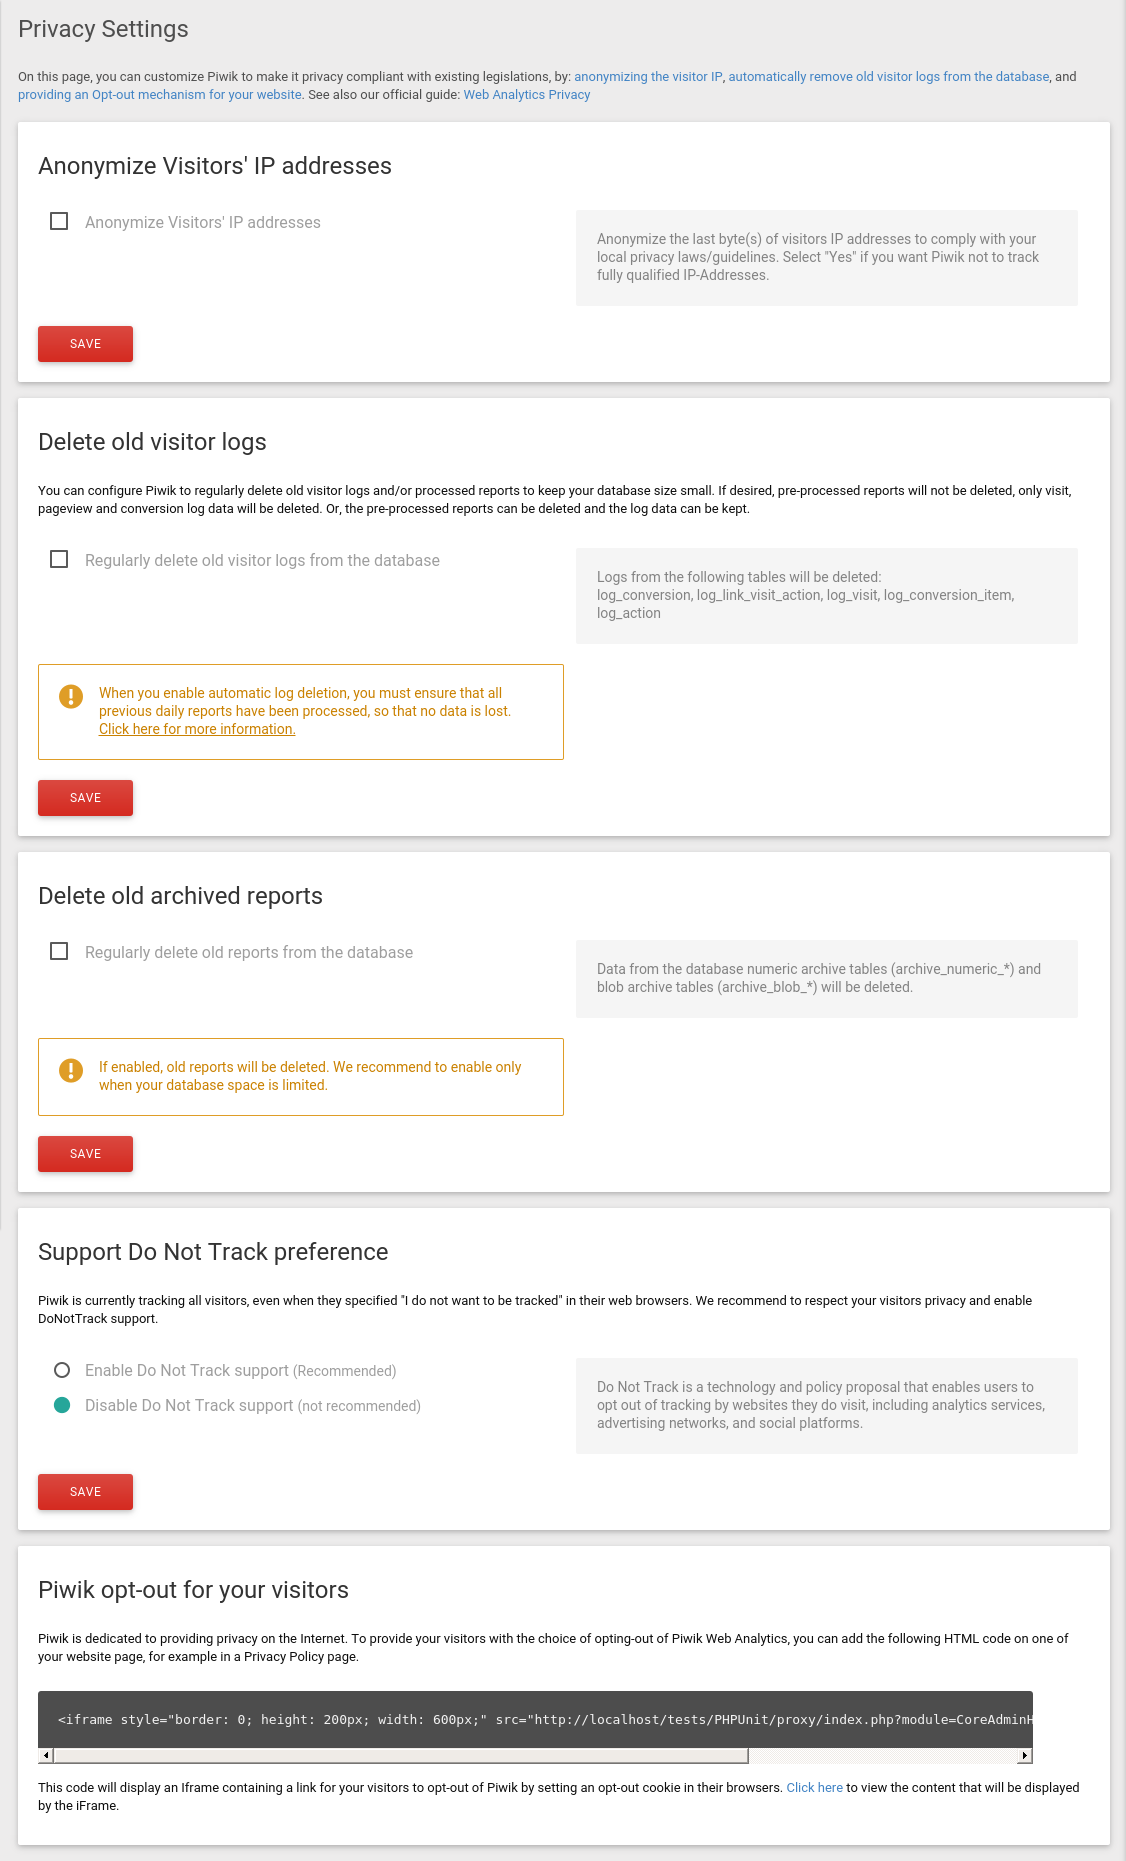 Privacy Settings
On this page, you can customize Piwik to make it privacy compliant with existing legislations, by: anonymizing the visitor IP, automatically remove old visitor logs from the database, and
providing an Opt-out mechanism for your website. See also our official guide: Web Analytics Privacy
Anonymize Visitors' IP addresses
Anonymize Visitors' IP addresses
Anonymize the last byte(s) of visitors IP addresses to comply with your
local privacy laws/guidelines. Select "Yes" if you want Piwik not to track
fully qualified IP-Addresses.
SAVE
Delete old visitor logs
You can configure Piwik to regularly delete old visitor logs and/or processed reports to keep your database size small. If desired, pre-processed reports will not be deleted, only visit,
pageview and conversion log data will be deleted. Or, the pre-processed reports can be deleted and the log data can be kept.
Regularly delete old visitor logs from the database
Logs from the following tables will be deleted:
log_conversion, log_link_visit_action, log_visit, log_conversion_item,
log_action
When you enable automatic log deletion, you must ensure that all
previous daily reports have been processed, so that no data is lost.
Click here for more information.
SAVE
Delete old archived reports
Regularly delete old reports from the database
Data from the database numeric archive tables (archive_numeric_*) and
blob archive tables (archive_blob_*) will be deleted.
If enabled, old reports will be deleted. We recommend to enable only
when your database space is limited.
SAVE
Support Do Not Track preference
Piwik is currently tracking all visitors, even when they specified "I do not want to be tracked" in their web browsers. We recommend to respect your visitors privacy and enable
DoNotTrack support.
Enable Do Not Track support (Recommended)
Disable Do Not Track support (not recommended)
Do Not Track is a technology and policy proposal that enables users to
opt out of tracking by websites they do visit, including analytics services,
advertising networks, and social platforms.
SAVE
Piwik opt-out for your visitors
Piwik is dedicated to providing privacy on the Internet. To provide your visitors with the choice of opting-out of Piwik Web Analytics, you can add the following HTML code on one of
your website page, for example in a Privacy Policy page.
<iframe style="border: 0; height: 200px; width: 600px;" src="http://localhost/tests/PHPUnit/proxy/index.php?module=CoreAdminH
This code will display an Iframe containing a link for your visitors to opt-out of Piwik by setting an opt-out cookie in their browsers. Click here to view the content that will be displayed
by the iFrame.